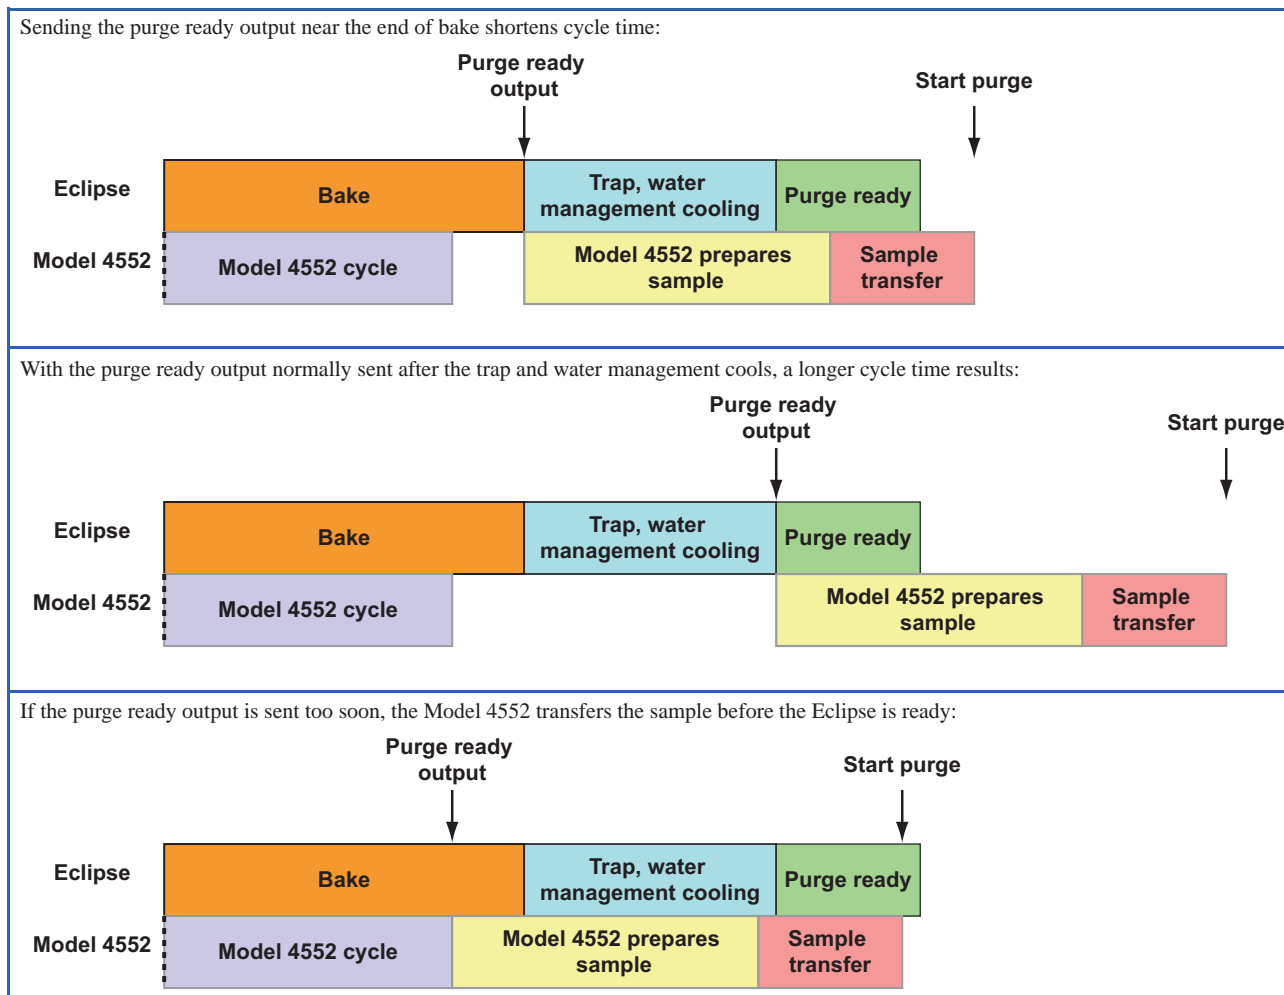 Sending the purge ready output near the end of bake shortens cycle time:
Purge ready
output
Start purge
Eclipse
Bake
Trap, water
management cooling
Purge ready
Model 4552
Model 4552 cycle
Model 4552 prepares
sample
Sample
transfer
With the purge ready output normally sent after the trap and water management cools, a longer cycle time results:
Purge ready
output
Start purge
Eclipse
Bake
Trap, water
management cooling
Purge ready
Model 4552
Model 4552 cycle
Model 4552 prepares
sample
Sample
transfer
If the purge ready output is sent too soon, the Model 4552 transfers the sample before the Eclipse is ready:
Purge ready
output
Start purge
Eclipse
Bake
Trap, water
management cooling
Purge ready
Model 4552
Model 4552 cycle
Model 4552 prepares
sample
Sample
transfer